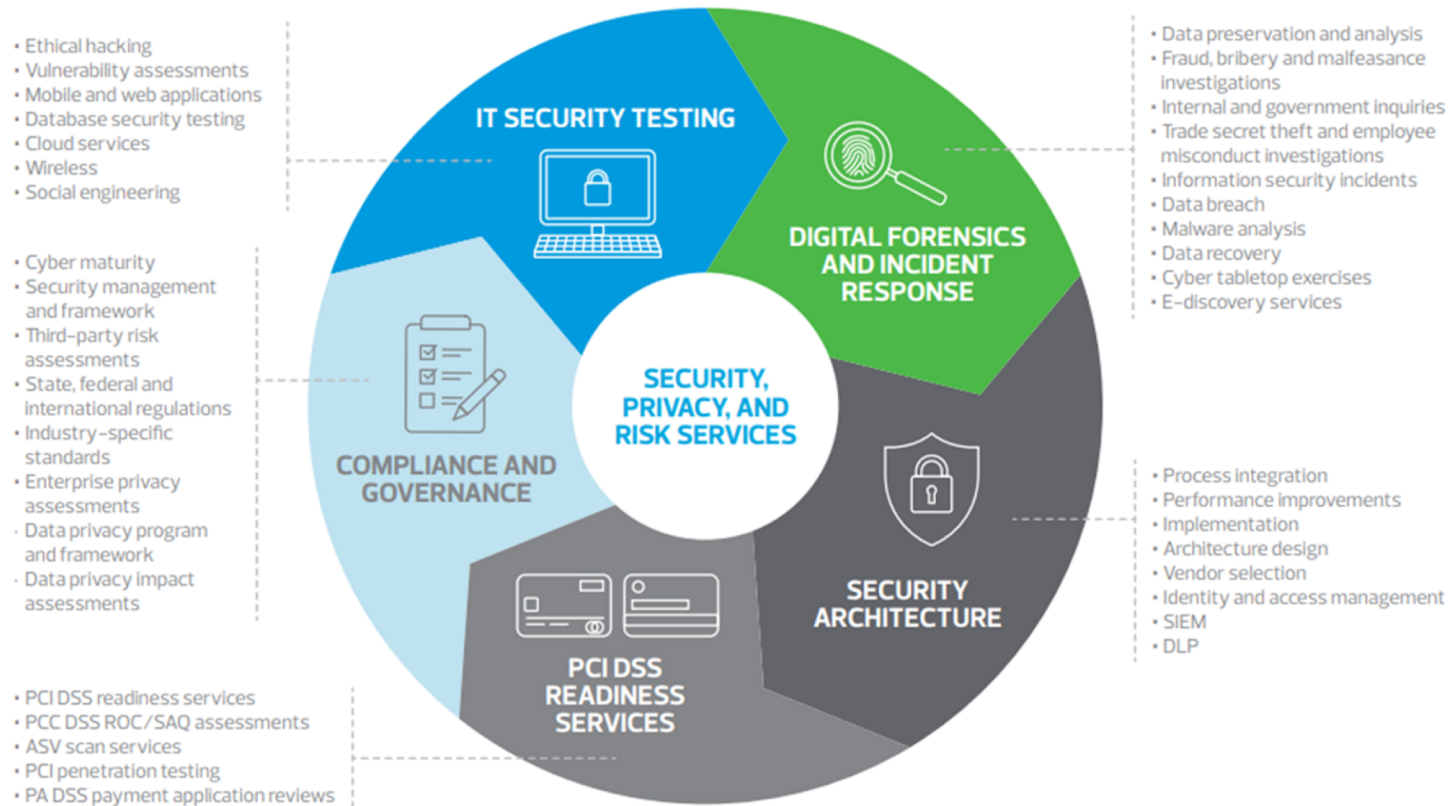 • Ethical hacking
• Vulnerability assessments
• Mobile and web applications
• Database security testing
• Cloud services
• Wireless
• Social engineering
IT SECURITY TESTING
• Data preservation and analysis
• Fraud, bribery and malfeasance
investigations
• Internal and government inquiries
• Trade secret theft and employee
misconduct investigations
• Information security incidents
• Data breach
• Malware analysis
• Data recovery
• Cyber tabletop exercises
• E-discovery services
DIGITAL FORENSICS
AND INCIDENT
RESPONSE
• Cyber maturity
• Security management
and framework
• Third-party risk
assessments
• State, federal and
international regulations
• Industry-specific
standards
• Enterprise privacy
assessments
· Data privacy program
and framework
· Data privacy impact
assessments
COMPLIANCE AND
GOVERNANCE
SECURITY,
PRIVACY, AND
RISK SERVICES
• Process integration
• Performance improvements
• Implementation
• Architecture design
• Vendor selection
• Identity and access management
• SIEM
• DLP
SECURITY
ARCHITECTURE
PCI DSS
READINESS
SERVICES
• PCI DSS readiness services
• PCC DSS ROC/SAQ assessments
• ASV scan services
• PCI penetration testing
• PA DSS payment application reviews